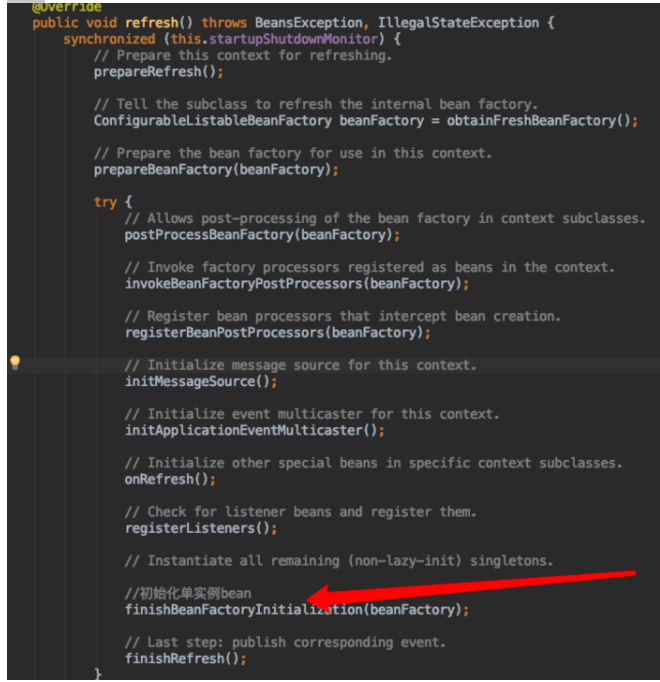 @Override
public void refresh() throws BeansException, IllegalStateException {
synchronized (this.startupShutdownMonitor) {
// Prepare this context for refreshing.
prepareRefresh();
// Tell the subclass to refresh the internal bean factory.
ConfigurableListableBeanFactory beanFactory = obtainFreshBeanFactory();
// Prepare the bean factory for use in this context.
prepareBeanFactory(beanFactory);
try {
// Allows post-processing of the bean factory in context subclasses.
postProcessBeanFactory(beanFactory);
// Invoke factory processors registered as beans in the context.
invokeBeanFactoryPostProcessors(beanFactory);
// Register bean processors that intercept bean creation.
registerBeanPostProcessors(beanFactory);
// Initialize message source for this context.
initMessageSource();
// Initialize event multicaster for this context.
initApplicationEventMulticaster();
// Initialize other special beans in specific context subclasses.
onRefresh();
// Check for listener beans and register them.
registerListeners();
// Instantiate all remaining (non-lazy-init) singletons.
//初始化单实例bean
finishBeanFactoryInitialization(beanFactory);
// Last step: publish corresponding event.
finishRefresh();
}